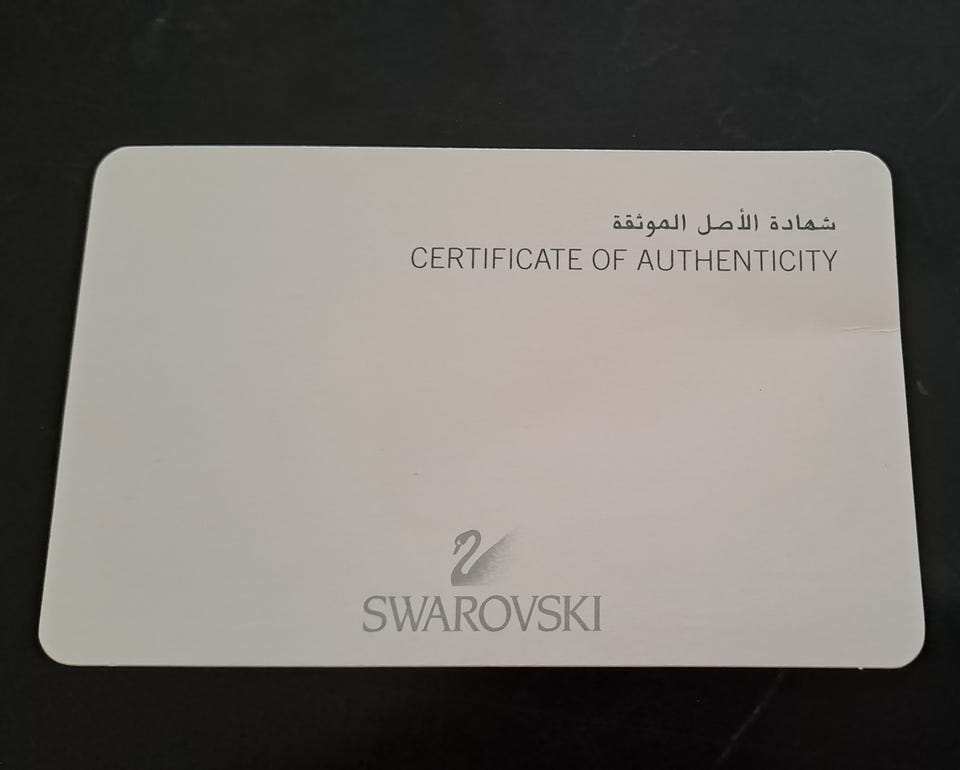 شهادة الأصل الموثقة
CERTIFICATE OF AUTHENTICITY
SWAROVSKI